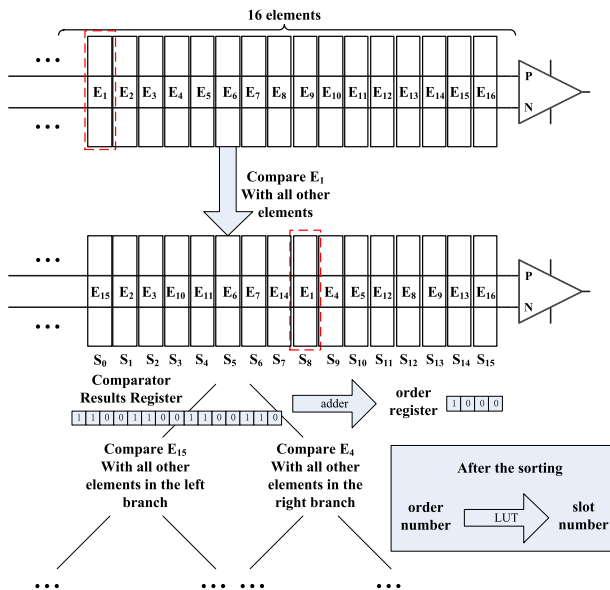 16 elements
... E1 E2 E3 E4 E5 E6 E7 E8 E9 E10 E11 E12 E13 E14 E15 E16 P
... N
Compare E1
With all other
elements
... E15 E2 E3 E10 E11 E6 E7 E14 E1 E4 E5 E12 E8 E9 E13 E16 P
... N
S0 S1 S2 S3 S4 S5 S6 S7 S8 S9 S10 S11 S12 S13 S14 S15
Comparator
Results Register
1 1 0 0 1 1 0 0 1 1 0 0 1 1 0
adder
order
register
1 0 0 0
Compare E15
With all other
elements in the left
branch
Compare E4
With all other
elements in the
right branch
After the sorting
order
number
LUT
slot
number
... ... ... ...